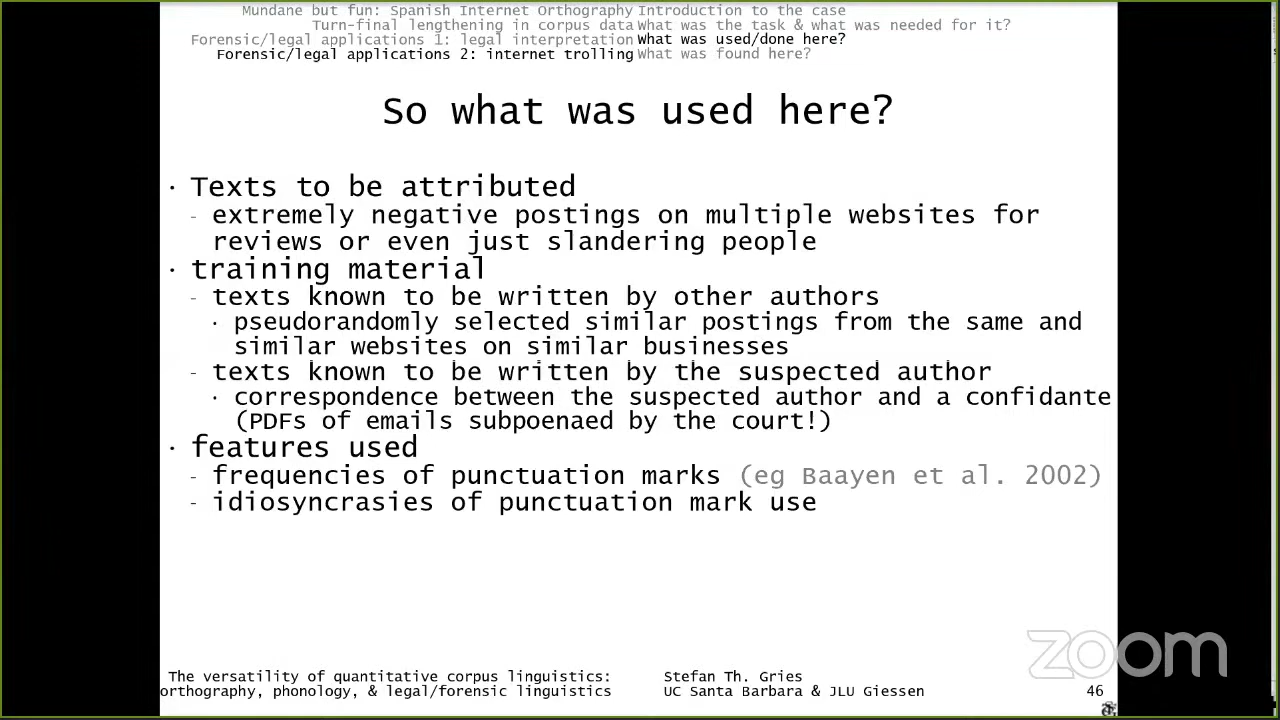 Mundane but fun: Spanish Internet Orthography Introduction to the case
Turn-final lengthening in corpus data What was the task & what was needed for it?
Forensic/legal applications 1: legal interpretation What was used/done here?
Forensic/legal applications 2: internet trolling What was found here?
So what was used here?
· Texts to be attributed
- extremely negative postings on multiple websites for
reviews or even just slandering people
· training material
- texts known to be written by other authors
· pseudorandomly selected similar postings from the same and
similar websites on similar businesses
- texts known to be written by the suspected author
· correspondence between the suspected author and a confidante
(PDFs of emails subpoenaed by the court!)
· features used
- frequencies of punctuation marks (eg Baayen et al. 2002)
- idiosyncrasies of punctuation mark use
zoom
The versatility of quantitative corpus linguistics: Stefan Th. Gries
orthography, phonology, & legal/forensic linguistics UC Santa Barbara & JLU Giessen 46